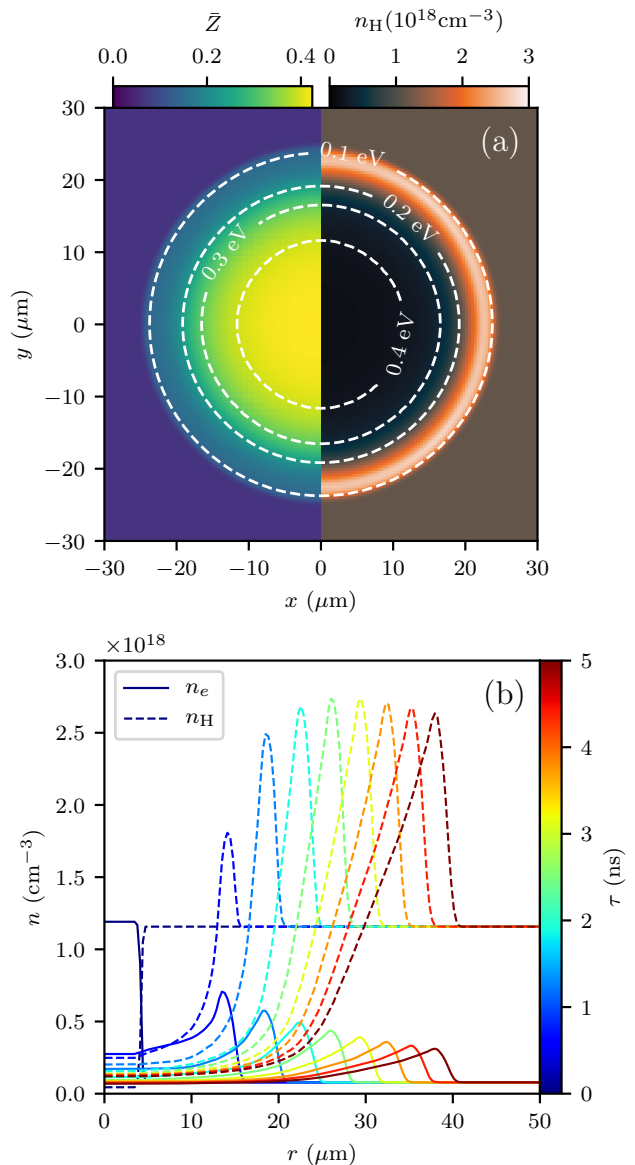 Z̄ n_H(10^18 cm^−3)
0.0 0.2 0.4 0 1 2 3
(a)
0.1 eV
0.2 eV
0.3 eV
0.4 eV
30
20
10
0
−10
−20
−30
y (μm)
−30 −20 −10 0 10 20 30
x (μm)
×10^18
(b)
n_e
n_H
3.0
2.5
2.0
1.5
1.0
0.5
0.0
n (cm^−3)
0 10 20 30 40 50
r (μm)
5
4
3
2
1
0
τ (ns)